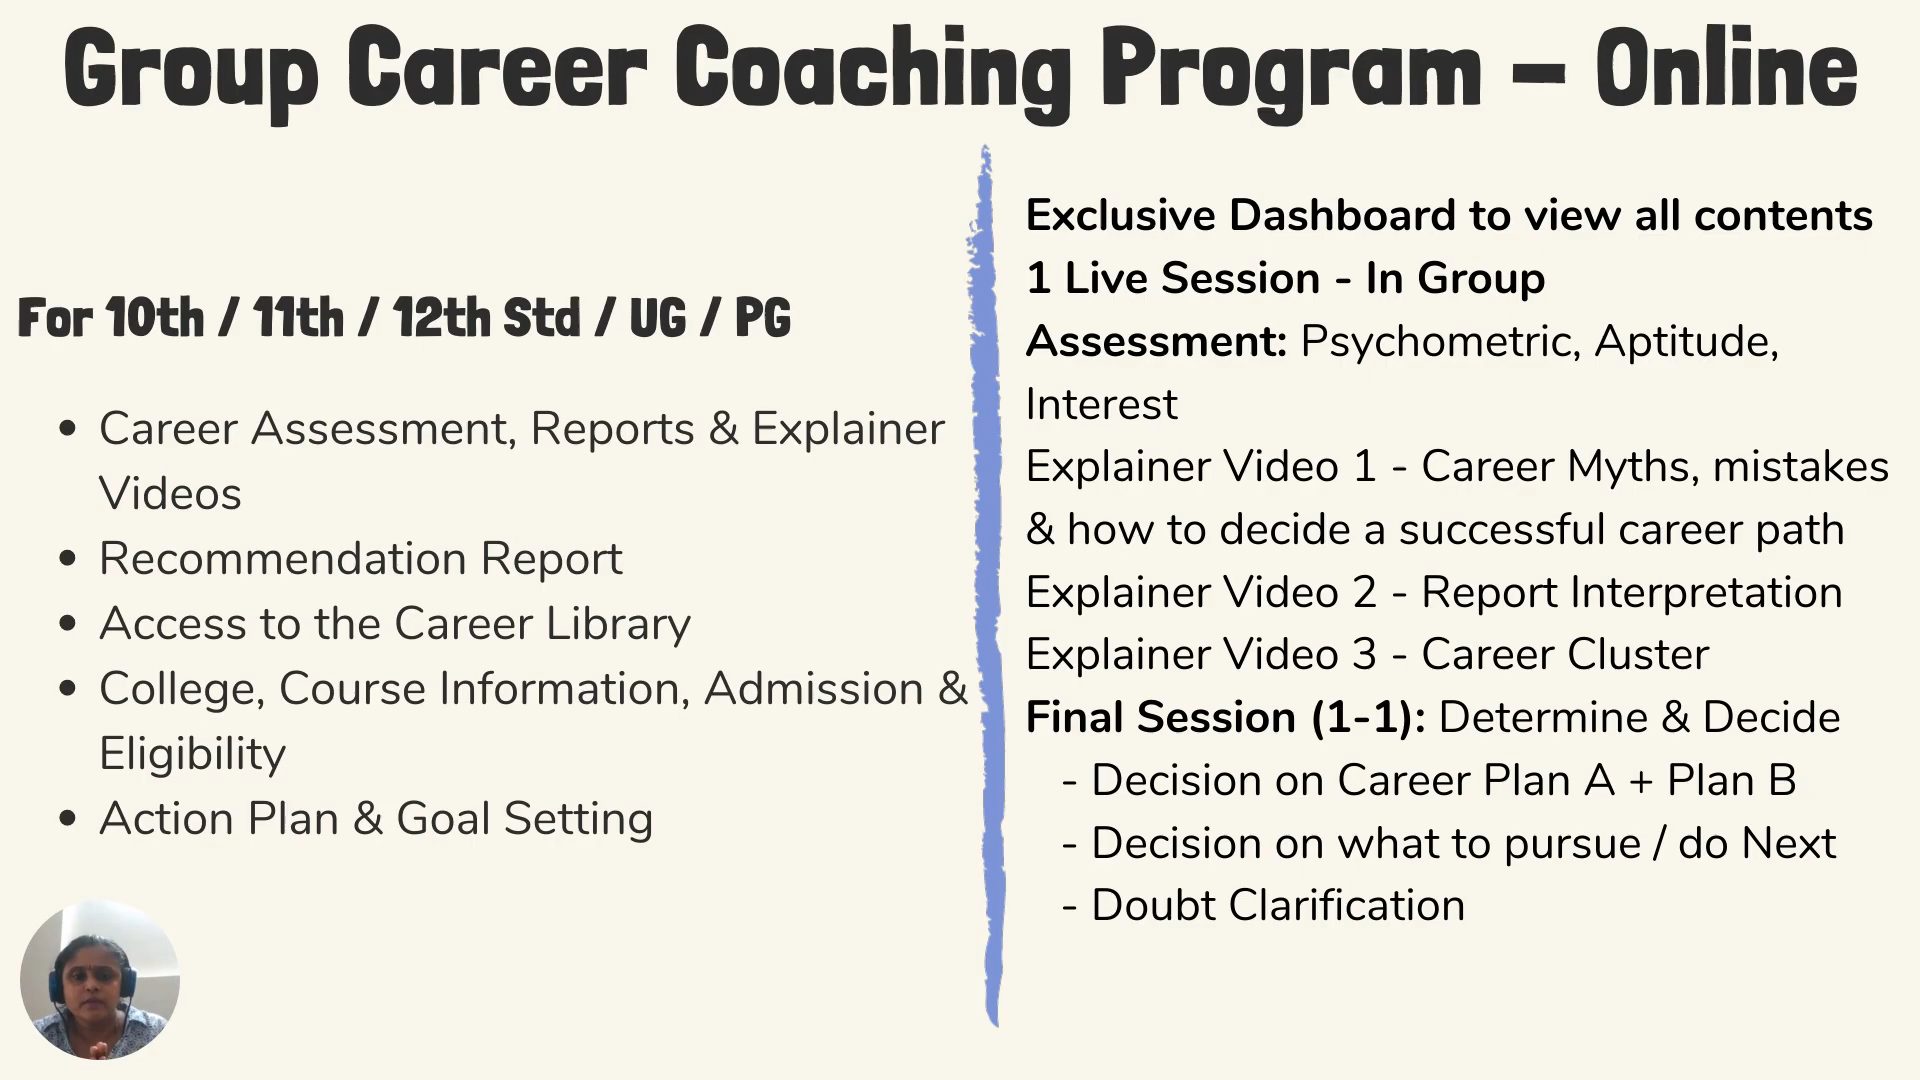 Group Career Coaching Program - Online
For 10th / 11th / 12th Std / UG / PG
• Career Assessment, Reports & Explainer
Videos
• Recommendation Report
• Access to the Career Library
• College, Course Information, Admission &
Eligibility
• Action Plan & Goal Setting
Exclusive Dashboard to view all contents
1 Live Session - In Group
Assessment: Psychometric, Aptitude,
Interest
Explainer Video 1 - Career Myths, mistakes
& how to decide a successful career path
Explainer Video 2 - Report Interpretation
Explainer Video 3 - Career Cluster
Final Session (1-1): Determine & Decide
- Decision on Career Plan A + Plan B
- Decision on what to pursue / do Next
- Doubt Clarification